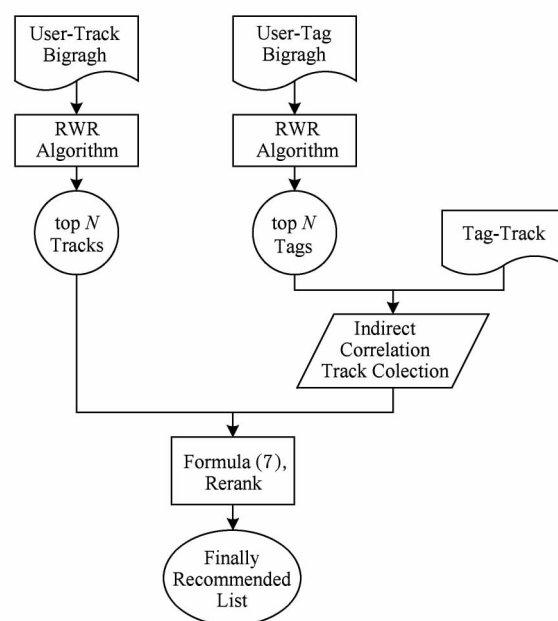 User-Track
Bigragh
User-Tag
Bigragh
RWR
Algorithm
RWR
Algorithm
top N
Tracks
top N
Tags
Tag-Track
Indirect
Correlation
Track Colection
Formula (7),
Rerank
Finally
Recommended
List